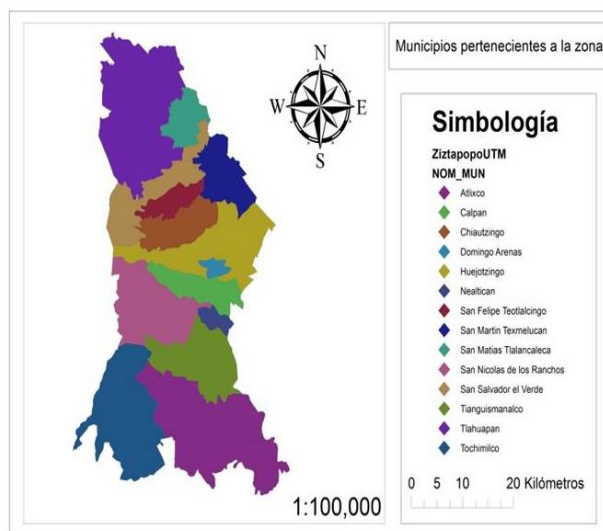 Municipios pertenecientes a la zona
N
W E
S
Simbología
ZiztapopoUTM
NOM_MUN
Atlixco
Calpan
Chiautzingo
Domingo Arenas
Huejotzingo
Nealtican
San Felipe Teotlalcingo
San Martin Texmelucan
San Matias Tlalancaleca
San Nicolas de los Ranchos
San Salvador el Verde
Tianguismanalco
Tlahuapan
Tochimilco
0 5 10 20 Kilómetros
1:100,000